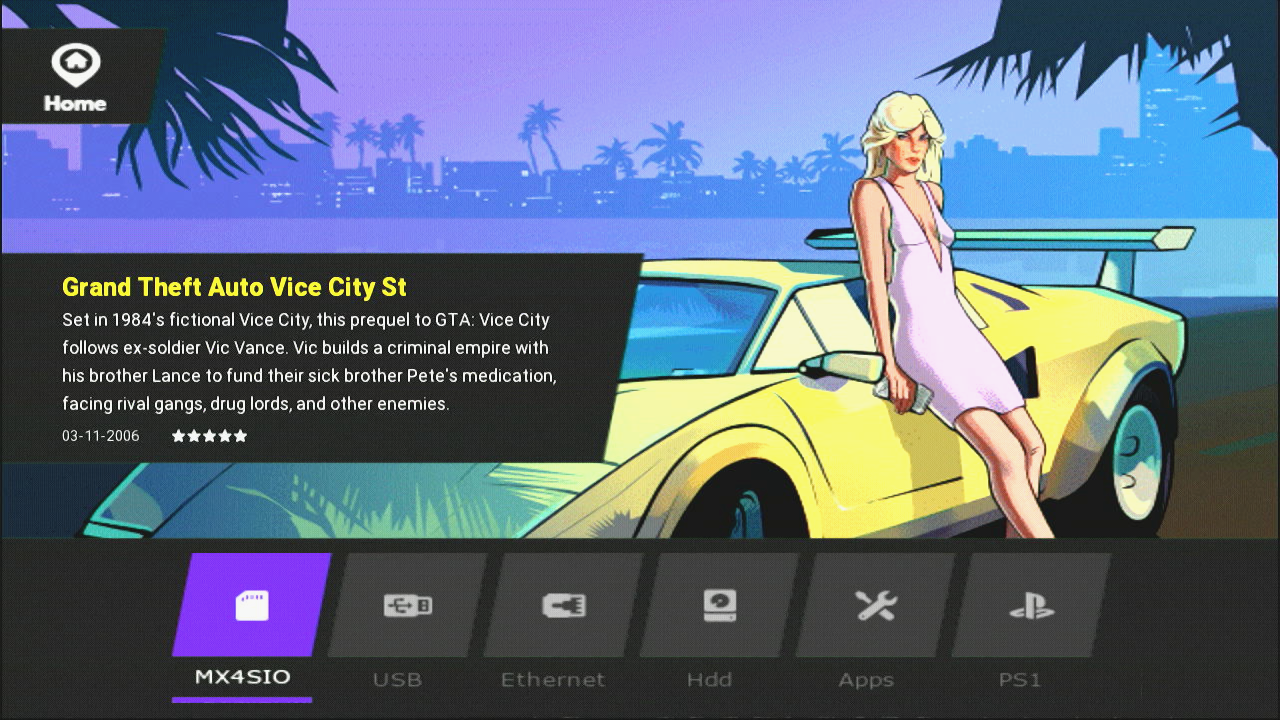 Home
Grand Theft Auto Vice City St
Set in 1984's fictional Vice City, this prequel to GTA: Vice City
follows ex-soldier Vic Vance. Vic builds a criminal empire with
his brother Lance to fund their sick brother Pete's medication,
facing rival gangs, drug lords, and other enemies.
03-11-2006 ★★★★★
MX4SIO USB Ethernet Hdd Apps PS1